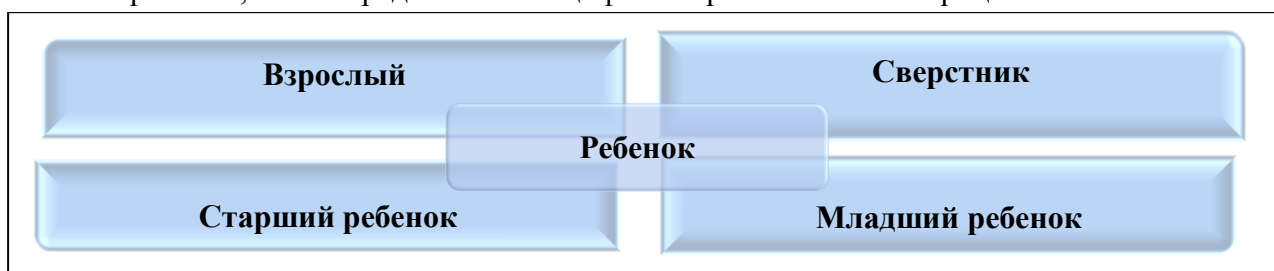 Взрослый
Сверстник
Ребенок
Старший ребенок
Младший ребенок